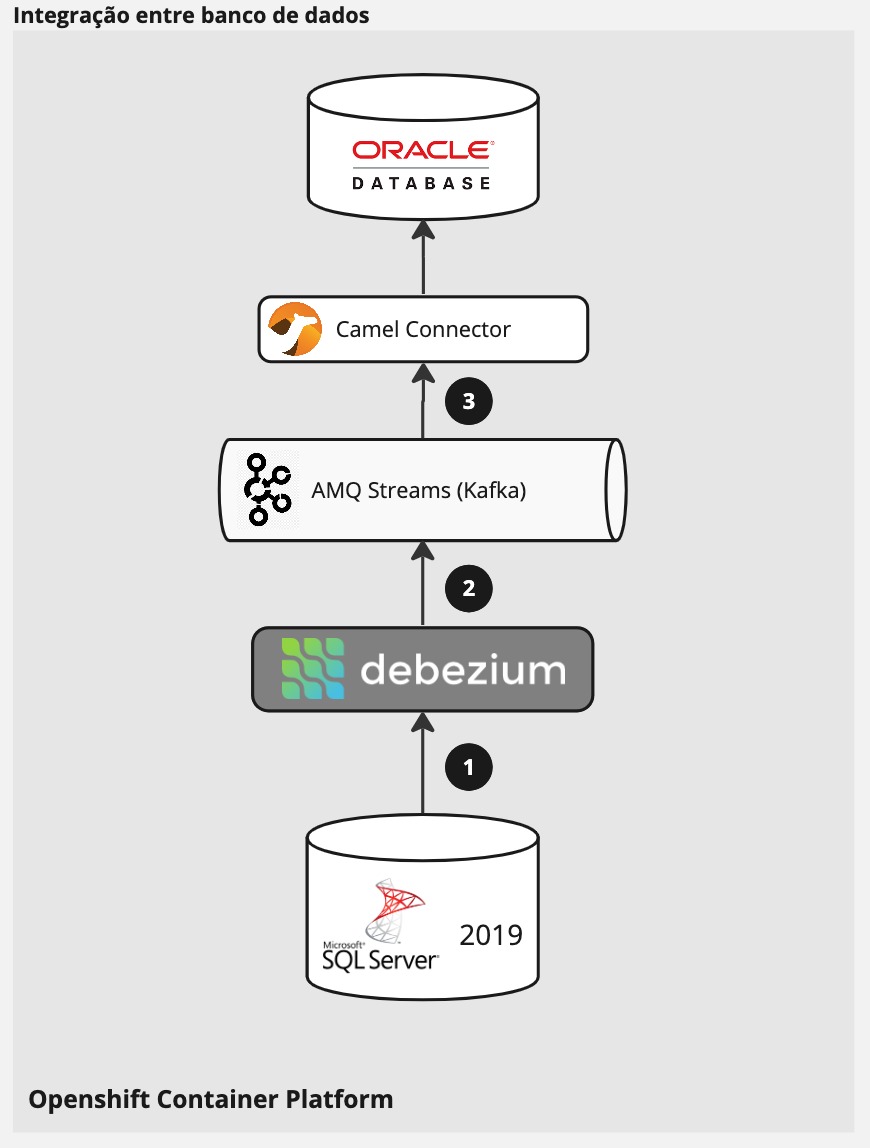 Integração entre banco de dados
ORACLE®
DATABASE
Camel Connector
3
AMQ Streams (Kafka)
2
debezium
1
Microsoft®
SQL Server®
2019
Openshift Container Platform